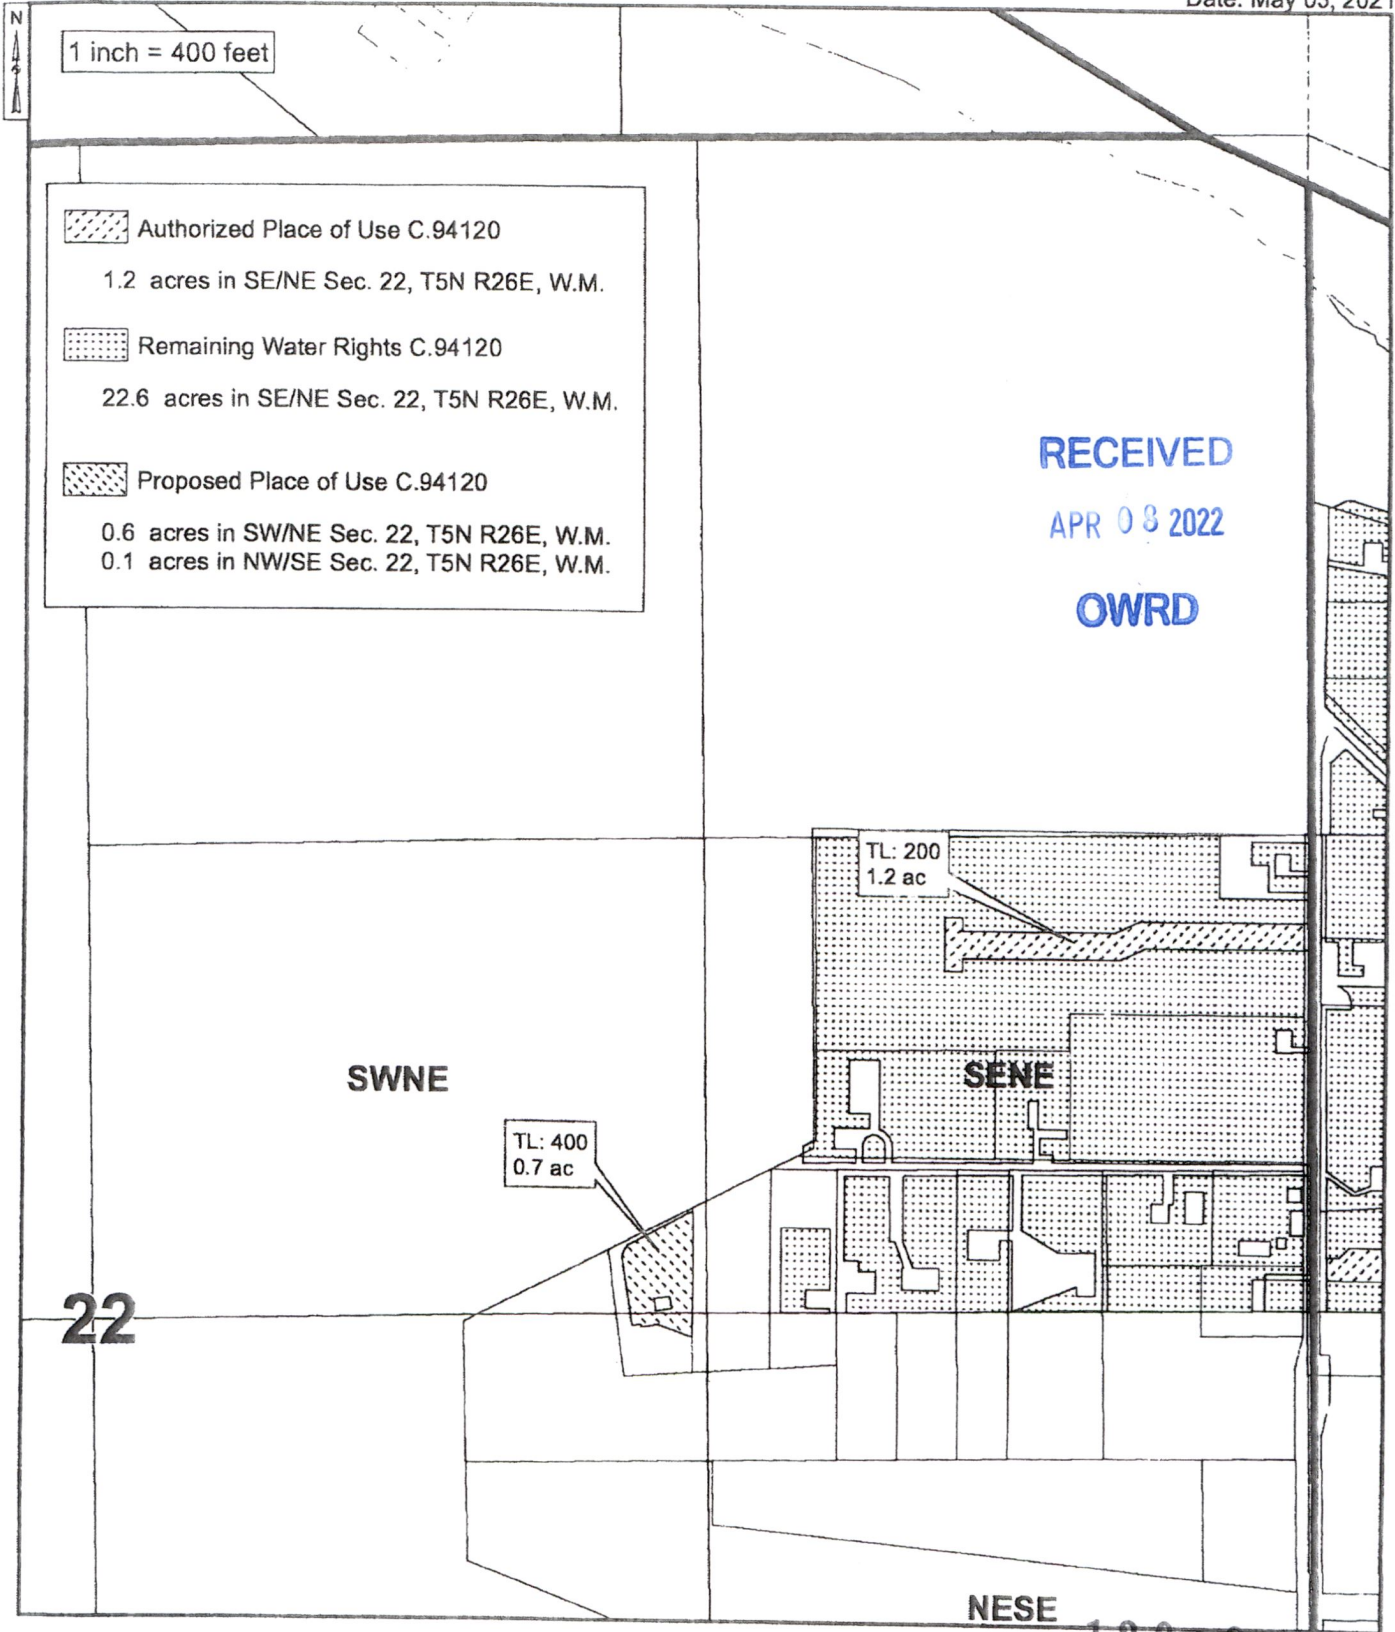 Date: May 03, 2021
N
1 inch = 400 feet
Authorized Place of Use C.94120
1.2 acres in SE/NE Sec. 22, T5N R26E, W.M.
Remaining Water Rights C.94120
22.6 acres in SE/NE Sec. 22, T5N R26E, W.M.
Proposed Place of Use C.94120
0.6 acres in SW/NE Sec. 22, T5N R26E, W.M.
0.1 acres in NW/SE Sec. 22, T5N R26E, W.M.
RECEIVED
APR 08 2022
OWRD
TL: 200
1.2 ac
SWNE
SENE
TL: 400
0.7 ac
22
NESE